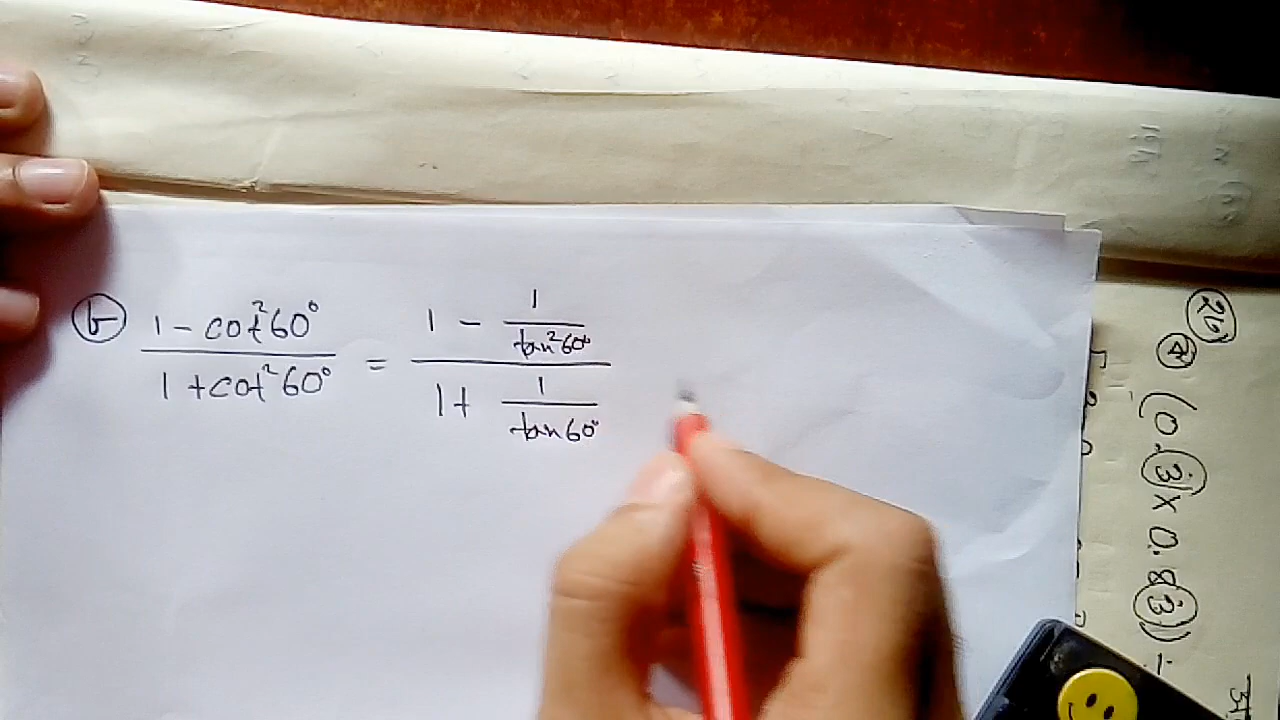 b 1 - cot²60° / 1 + cot²60° = 1 - 1/tan²60° / 1 + 1/tan60°
26
(0.3̇ × 0.83̇) ÷